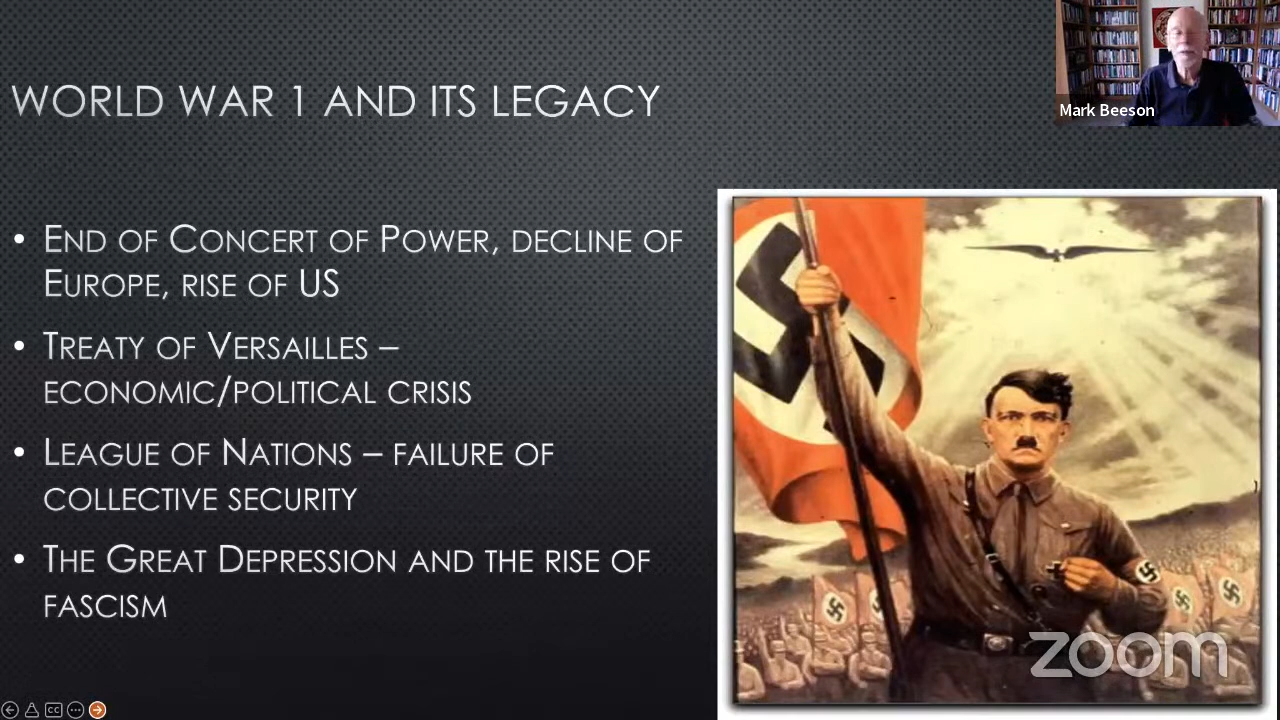 WORLD WAR 1 AND ITS LEGACY
Mark Beeson
• END OF CONCERT OF POWER, DECLINE OF
EUROPE, RISE OF US
• TREATY OF VERSAILLES –
ECONOMIC/POLITICAL CRISIS
• LEAGUE OF NATIONS – FAILURE OF
COLLECTIVE SECURITY
• THE GREAT DEPRESSION AND THE RISE OF
FASCISM
zoom
CC